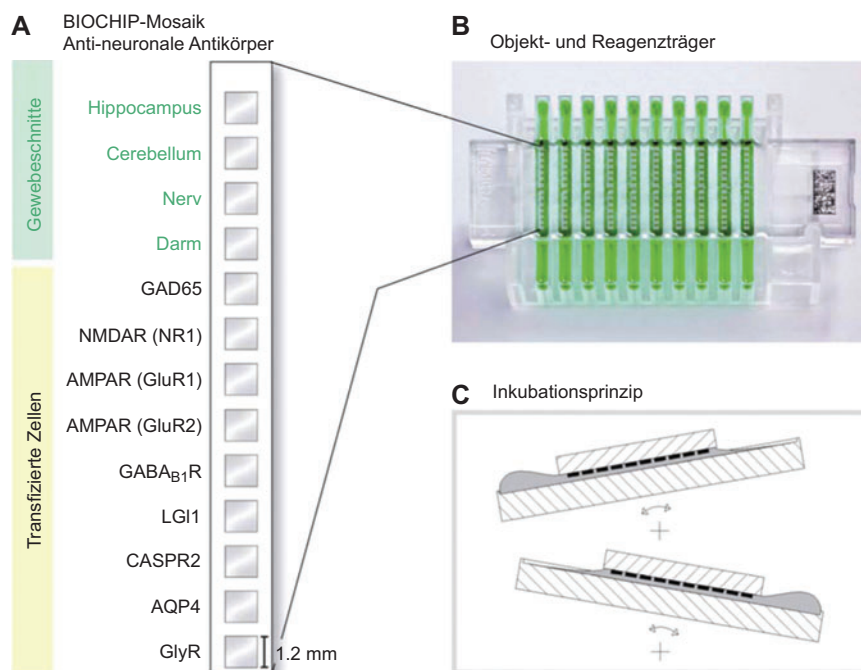 A
BIOCHIP-Mosaik
Anti-neuronale Antikörper
Gewebeschnitte
Hippocampus
Cerebellum
Nerv
Darm
Transfizierte Zellen
GAD65
NMDAR (NR1)
AMPAR (GluR1)
AMPAR (GluR2)
GABAB1R
LGI1
CASPR2
AQP4
GlyR
1.2 mm
B
Objekt- und Reagenzträger
C
Inkubationsprinzip